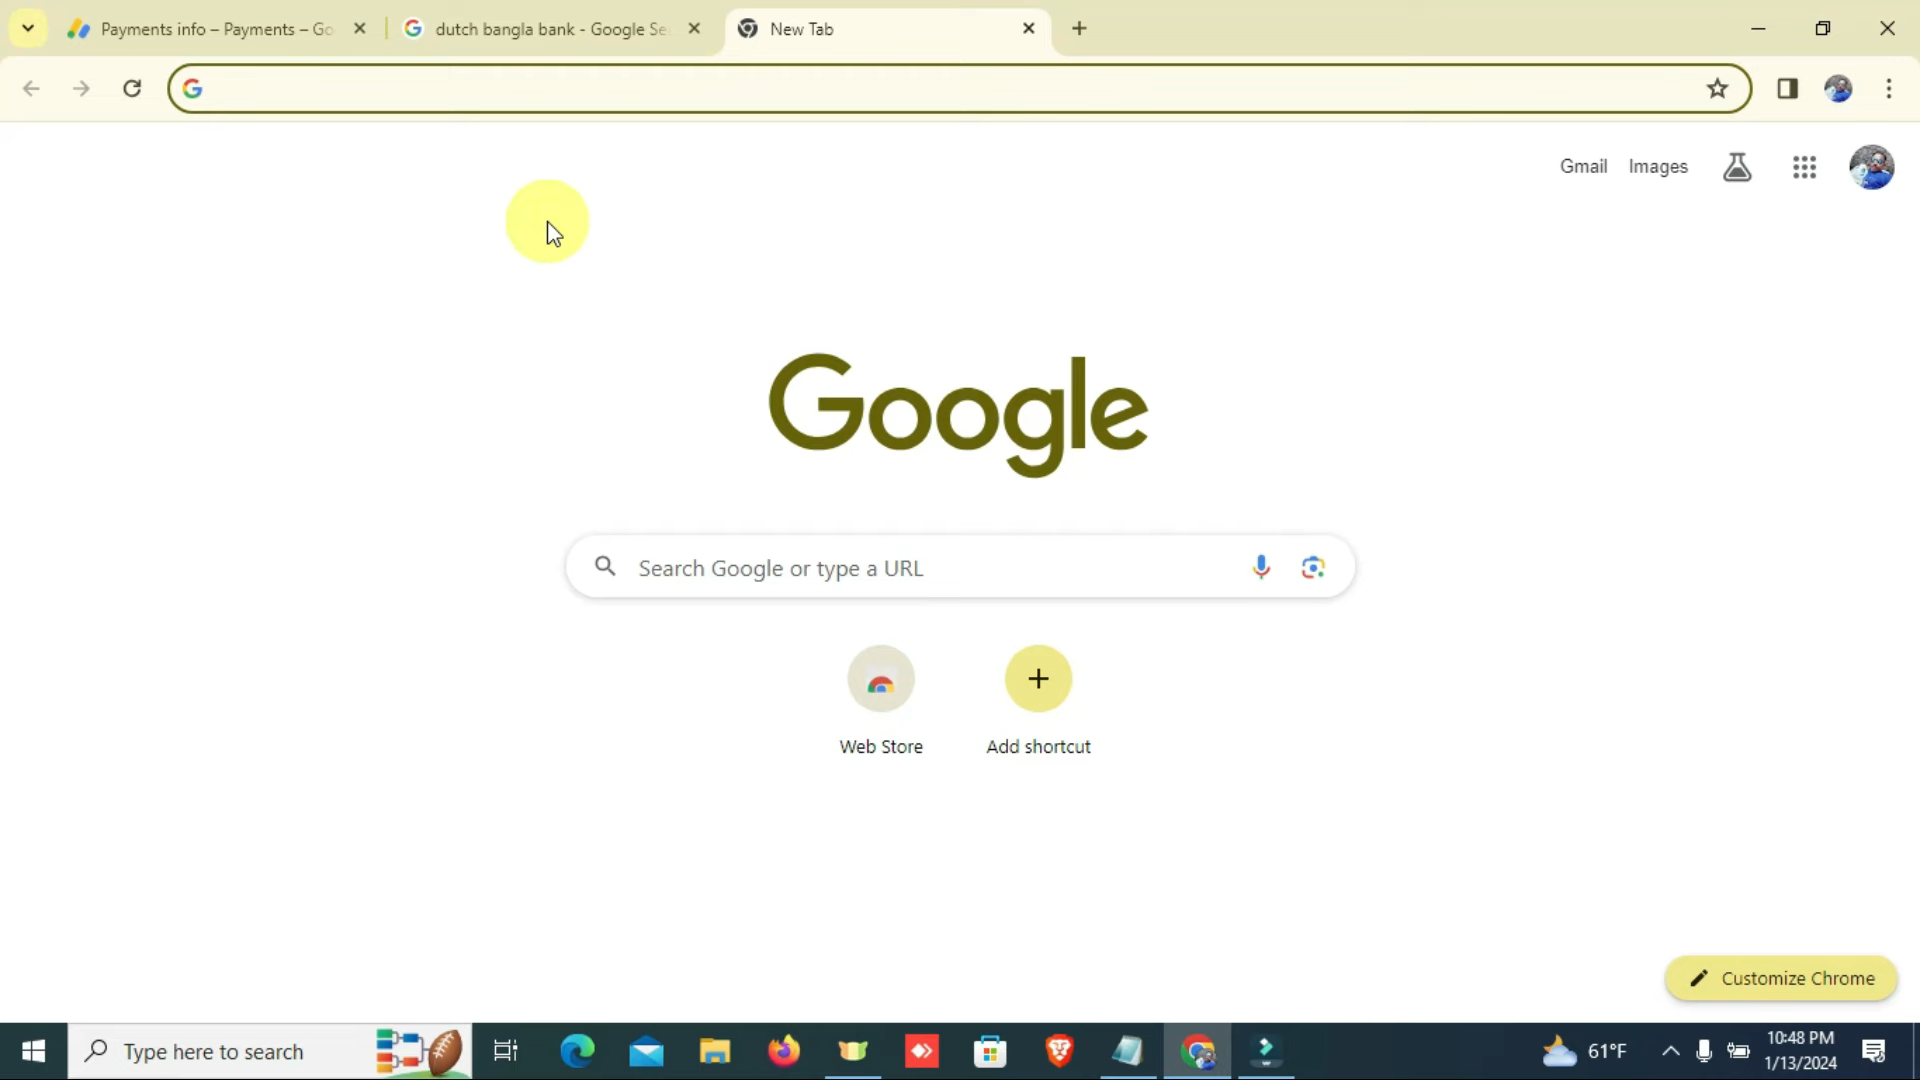 Payments info – Payments – Go
dutch bangla bank - Google Se
New Tab
Gmail
Images
Google
Search Google or type a URL
Web Store
Add shortcut
Customize Chrome
Type here to search
61°F
10:48 PM
1/13/2024